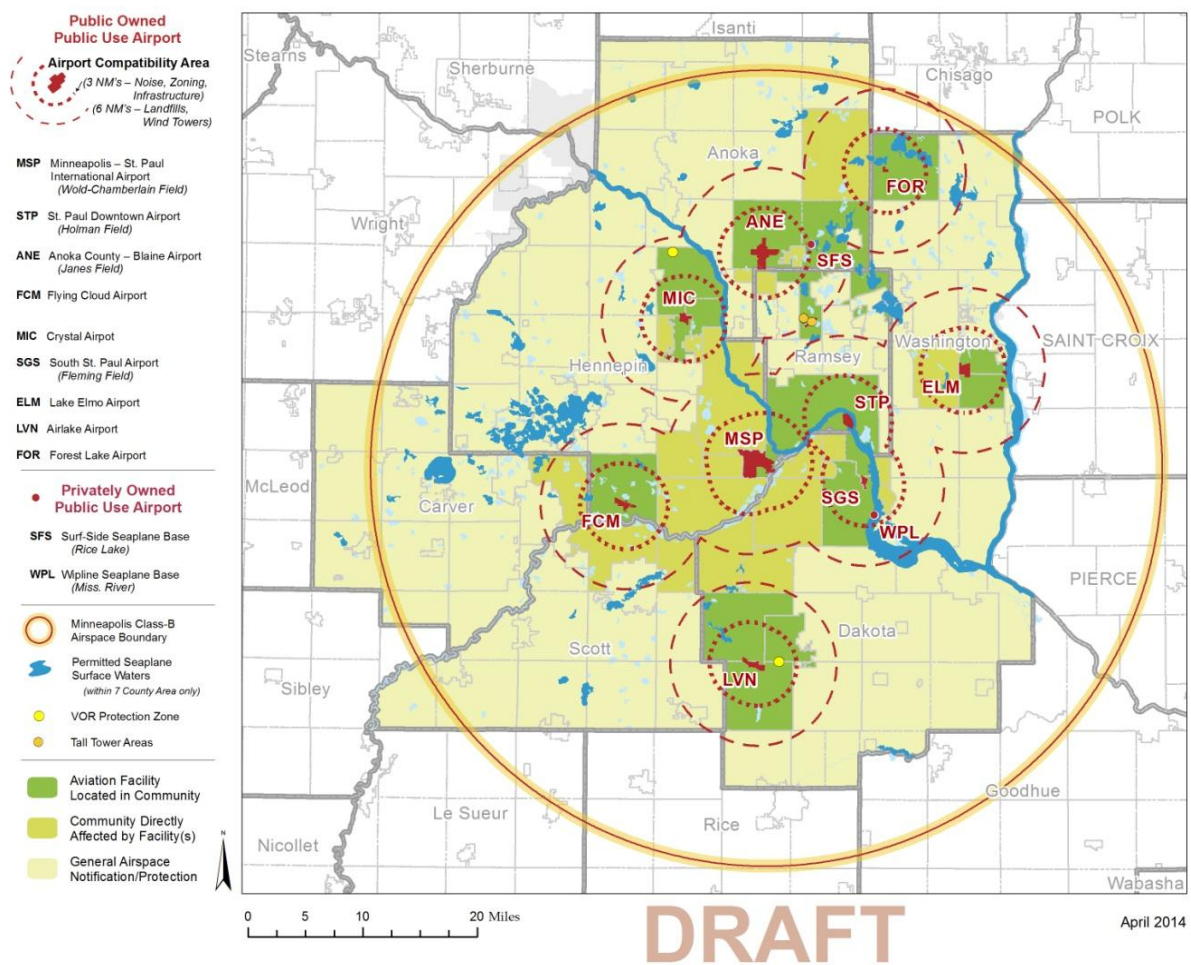 Public Owned
Public Use Airport
Airport Compatibility Area
(3 NM's – Noise, Zoning,
Infrastructure)
(6 NM's – Landfills,
Wind Towers)
MSP Minneapolis – St. Paul
International Airport
(Wold-Chamberlain Field)
STP St. Paul Downtown Airport
(Holman Field)
ANE Anoka County – Blaine Airport
(Janes Field)
FCM Flying Cloud Airport
MIC Crystal Airpot
SGS South St. Paul Airport
(Fleming Field)
ELM Lake Elmo Airport
LVN Airlake Airport
FOR Forest Lake Airport
Privately Owned
Public Use Airport
SFS Surf-Side Seaplane Base
(Rice Lake)
WPL Wipline Seaplane Base
(Miss. River)
Minneapolis Class-B
Airspace Boundary
Permitted Seaplane
Surface Waters
(within 7 County Area only)
VOR Protection Zone
Tall Tower Areas
Aviation Facility
Located in Community
Community Directly
Affected by Facility(s)
General Airspace
Notification/Protection
N
Isanti
Stearns
Sherburne
Chisago
POLK
Anoka
FOR
Wright
ANE
SFS
MIC
Washington
SAINT CROIX
Ramsey
Hennepin
ELM
STP
MSP
McLeod
Carver
SGS
FCM
WPL
PIERCE
Dakota
Scott
LVN
Sibley
Goodhue
Le Sueur
Rice
Nicollet
Wabasha
0 5 10 20 Miles
DRAFT
April 2014